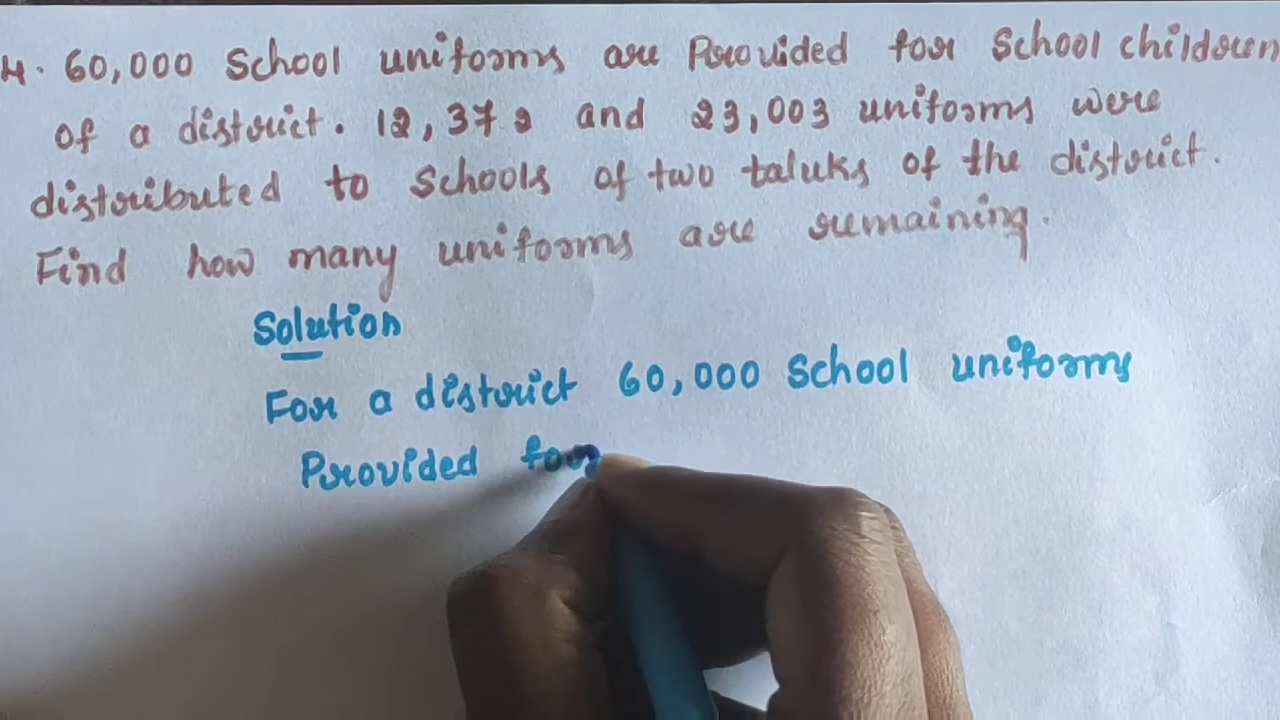 4. 60,000 School uniforms are Provided for School children
of a district. 12,372 and 23,003 uniforms were
distributed to Schools of two taluks of the district.
Find how many uniforms are remaining.
Solution
For a district 60,000 School uniforms
Provided for